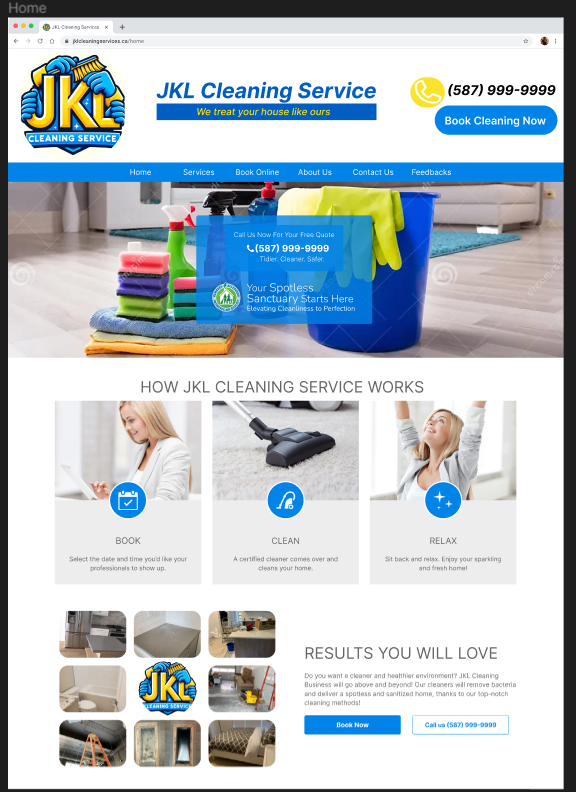 Home
JKL Cleaning Services
jklcleaningservices.ca/home
JKL
CLEANING SERVICE
JKL Cleaning Service
We treat your house like ours
(587) 999-9999
Book Cleaning Now
Home Services Book Online About Us Contact Us Feedbacks
Call Us Now For Your Free Quote
(587) 999-9999
Tidier. Cleaner. Safer.
Your Spotless
Sanctuary Starts Here
Elevating Cleanliness to Perfection
HOW JKL CLEANING SERVICE WORKS
BOOK
Select the date and time you'd like your
professionals to show up.
CLEAN
A certified cleaner comes over and
cleans your home.
RELAX
Sit back and relax. Enjoy your sparkling
and fresh home!
JKL
CLEANING SERVICE
RESULTS YOU WILL LOVE
Do you want a cleaner and healthier environment? JKL Cleaning
Business will go above and beyond! Our cleaners will remove bacteria
and deliver a spotless and sanitized home, thanks to our top-notch
cleaning methods!
Book Now
Call us (587) 999-9999